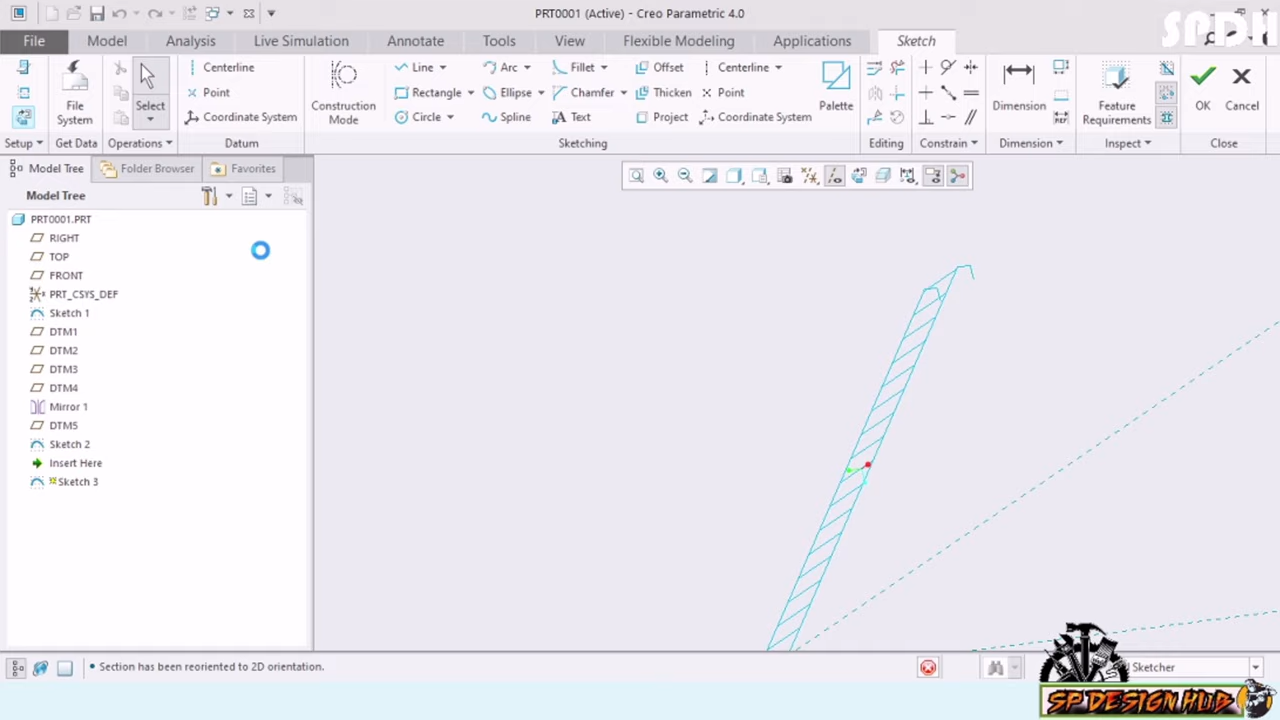 PRT0001 (Active) - Creo Parametric 4.0
SPDH
File Model Analysis Live Simulation Annotate Tools View Flexible Modeling Applications Sketch
File System
Select
Centerline
Point
Coordinate System
Construction Mode
Line Arc Fillet Offset Centerline
Rectangle Ellipse Chamfer Thicken Point
Circle Spline Text Project Coordinate System
Palette
Dimension
REF
Feature Requirements
OK
Cancel
Setup Get Data Operations Datum Sketching Editing Constrain Dimension Inspect Close
Model Tree Folder Browser Favorites
Model Tree
PRT0001.PRT
RIGHT
TOP
FRONT
PRT_CSYS_DEF
Sketch 1
DTM1
DTM2
DTM3
DTM4
Mirror 1
DTM5
Sketch 2
Insert Here
Sketch 3
• Section has been reoriented to 2D orientation.
Sketcher
SP DESIGN HUB